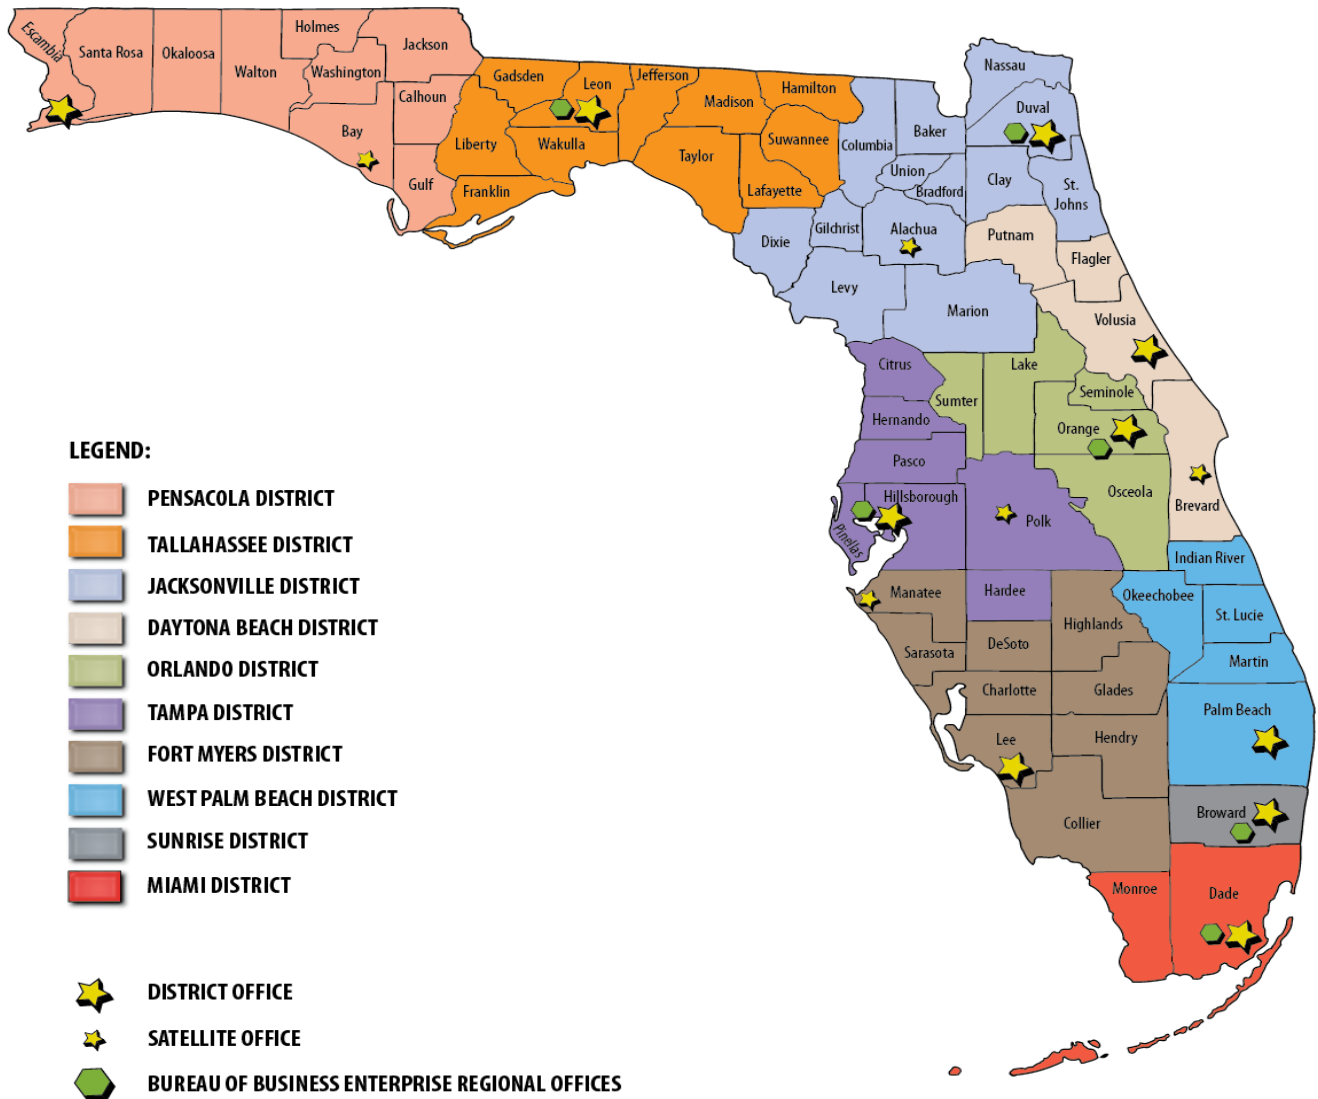 Escambia
Santa Rosa
Okaloosa
Walton
Holmes
Washington
Jackson
Calhoun
Bay
Gulf
Gadsden
Leon
Jefferson
Madison
Hamilton
Liberty
Wakulla
Franklin
Taylor
Suwannee
Lafayette
Nassau
Duval
Baker
Columbia
Union
Bradford
Clay
St.
Johns
Dixie
Gilchrist
Alachua
Putnam
Flagler
Levy
Marion
Volusia
Citrus
Lake
Sumter
Seminole
Hernando
Orange
Pasco
Hillsborough
Osceola
Polk
Pinellas
Brevard
Indian River
Manatee
Hardee
Okeechobee
St. Lucie
Highlands
Sarasota
DeSoto
Martin
Charlotte
Glades
Palm Beach
Lee
Hendry
Broward
Collier
Monroe
Dade
LEGEND:
PENSACOLA DISTRICT
TALLAHASSEE DISTRICT
JACKSONVILLE DISTRICT
DAYTONA BEACH DISTRICT
ORLANDO DISTRICT
TAMPA DISTRICT
FORT MYERS DISTRICT
WEST PALM BEACH DISTRICT
SUNRISE DISTRICT
MIAMI DISTRICT
DISTRICT OFFICE
SATELLITE OFFICE
BUREAU OF BUSINESS ENTERPRISE REGIONAL OFFICES